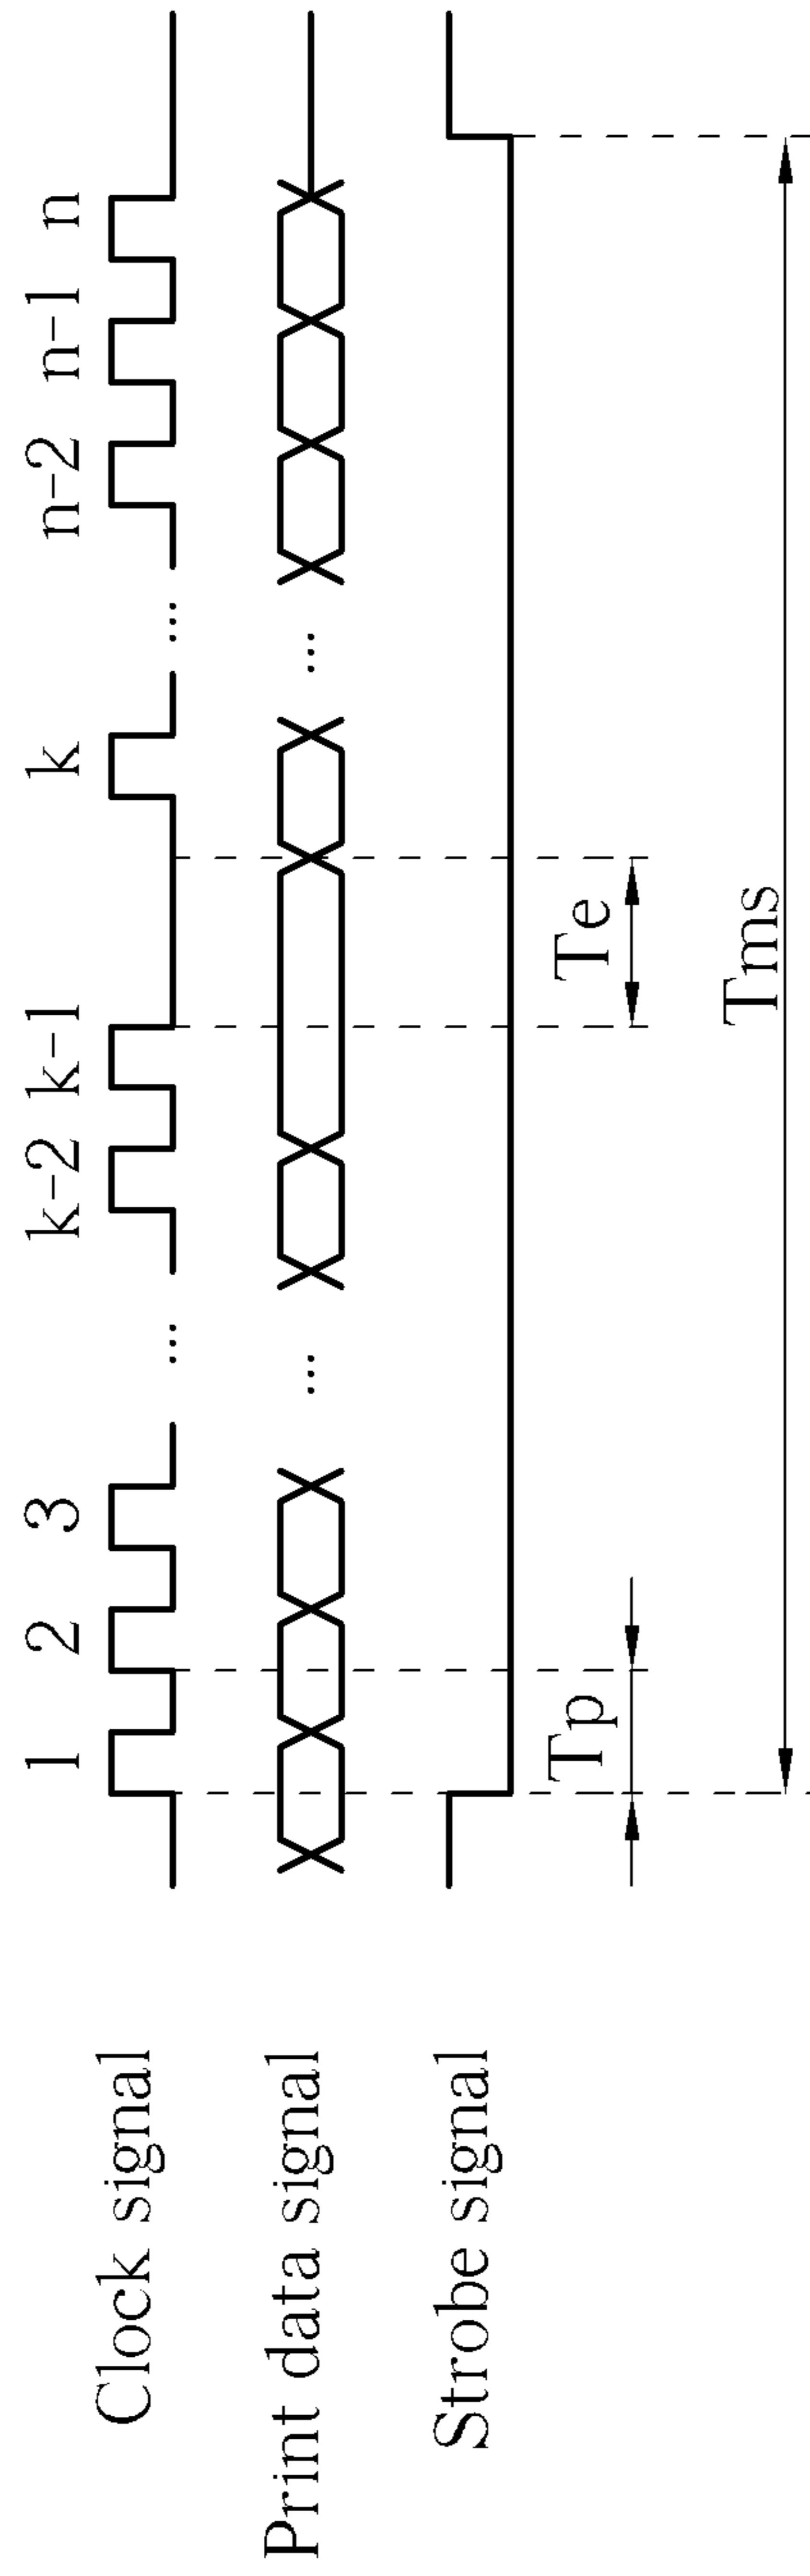 1 2 3 ... k-2 k-1 k ... n-2 n-1 n
Clock signal ... ...
Print data signal ... ...
Strobe signal
Tp Te
Tms